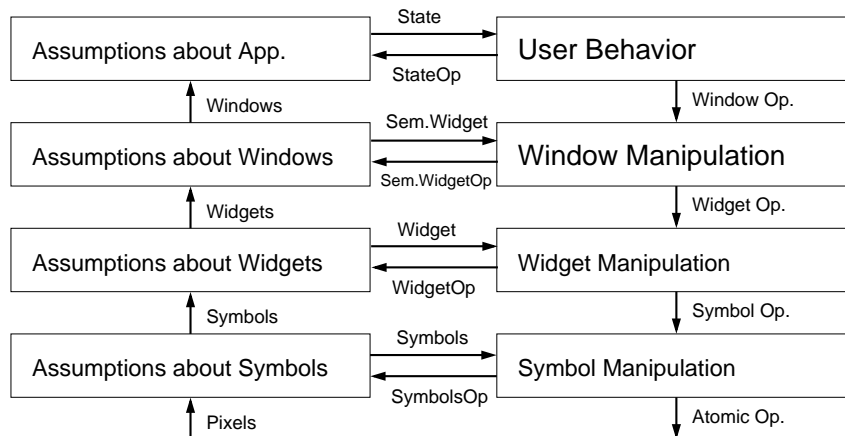 State
Assumptions about App.
User Behavior
StateOp
Windows
Window Op.
Sem.Widget
Assumptions about Windows
Window Manipulation
Sem.WidgetOp
Widgets
Widget Op.
Widget
Assumptions about Widgets
Widget Manipulation
WidgetOp
Symbols
Symbol Op.
Symbols
Assumptions about Symbols
Symbol Manipulation
SymbolsOp
Pixels
Atomic Op.